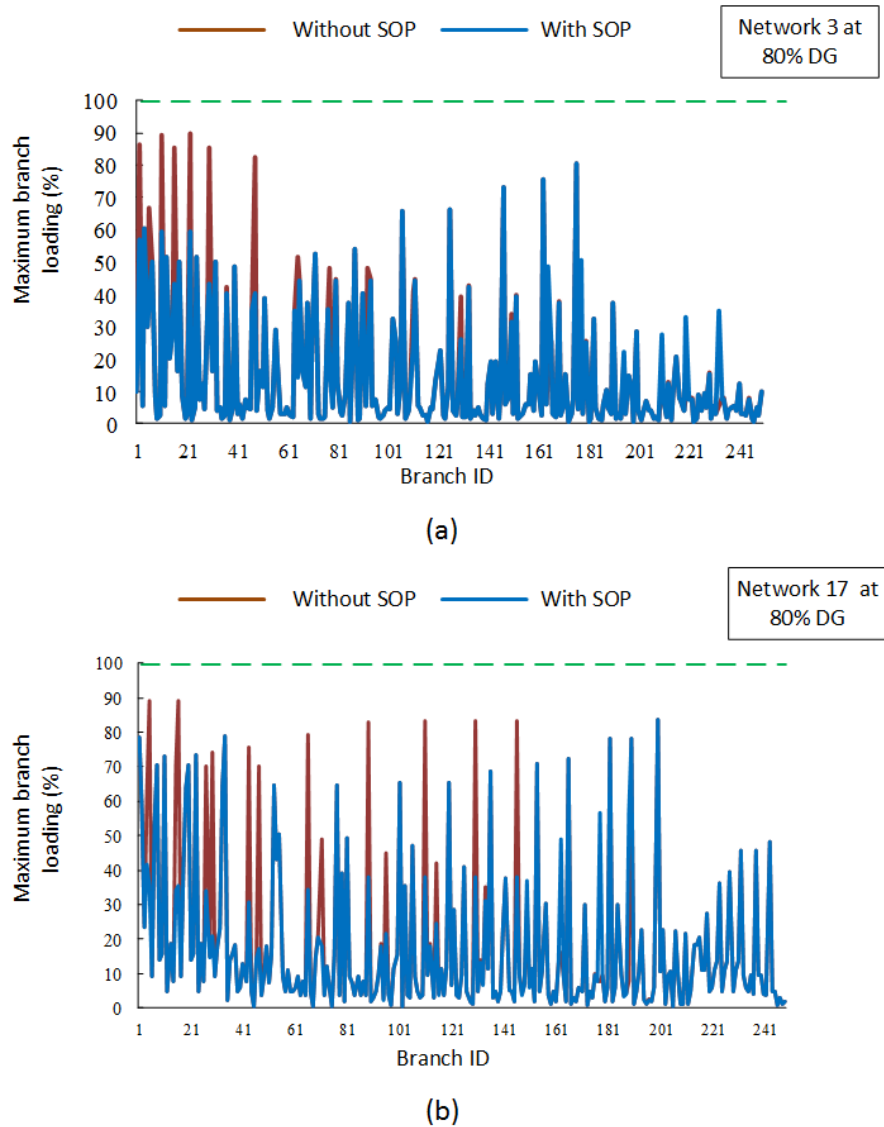 Without SOP
With SOP
Network 3 at
80% DG
100
90
80
70
60
50
40
30
20
10
0
Maximum branch
loading (%)
1 21 41 61 81 101 121 141 161 181 201 221 241
Branch ID
(a)
Without SOP
With SOP
Network 17 at
80% DG
100
90
80
70
60
50
40
30
20
10
0
Maximum branch
loading (%)
1 21 41 61 81 101 121 141 161 181 201 221 241
Branch ID
(b)